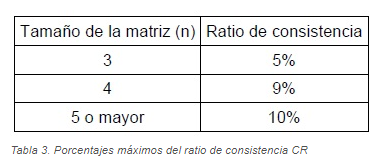 Tamaño de la matriz (n) Ratio de consistencia
3 5%
4 9%
5 o mayor 10%
Tabla 3. Porcentajes máximos del ratio de consistencia CR